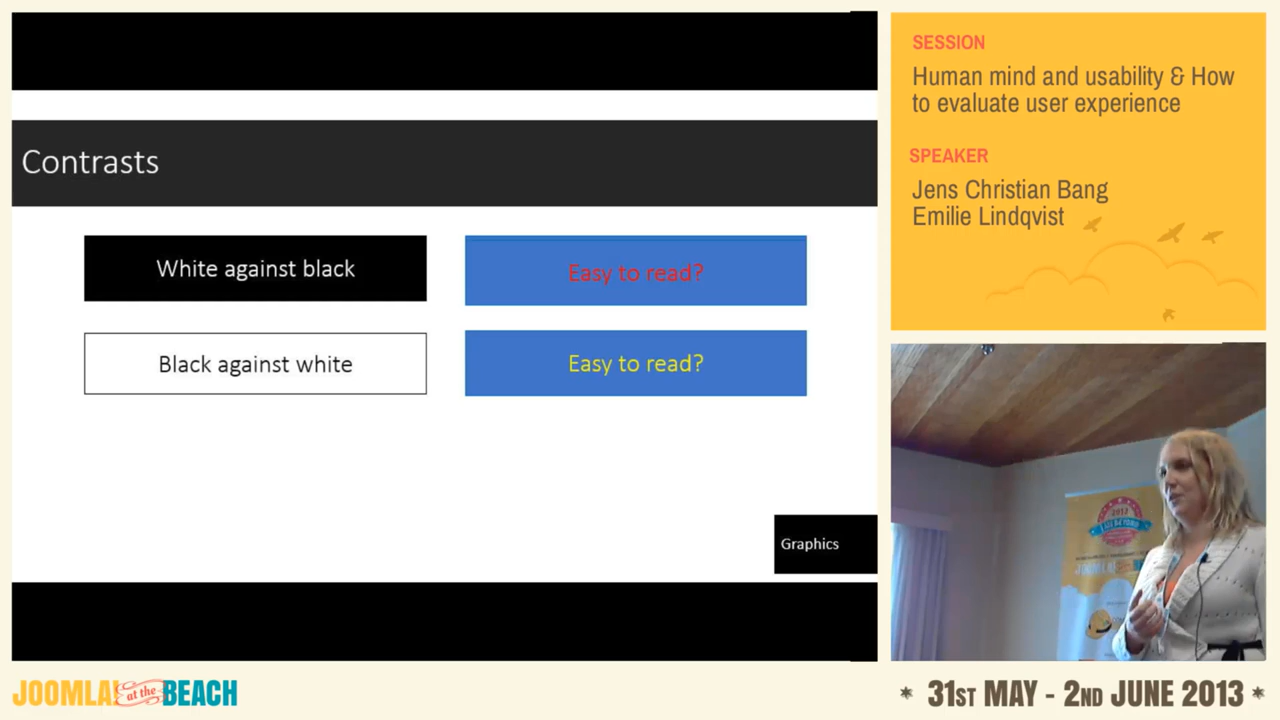 Contrasts
White against black
Easy to read?
Black against white
Easy to read?
Graphics
SESSION
Human mind and usability & How
to evaluate user experience
SPEAKER
Jens Christian Bang
Emilie Lindqvist
JOOMLA! at the BEACH
* 31ST MAY - 2ND JUNE 2013 *